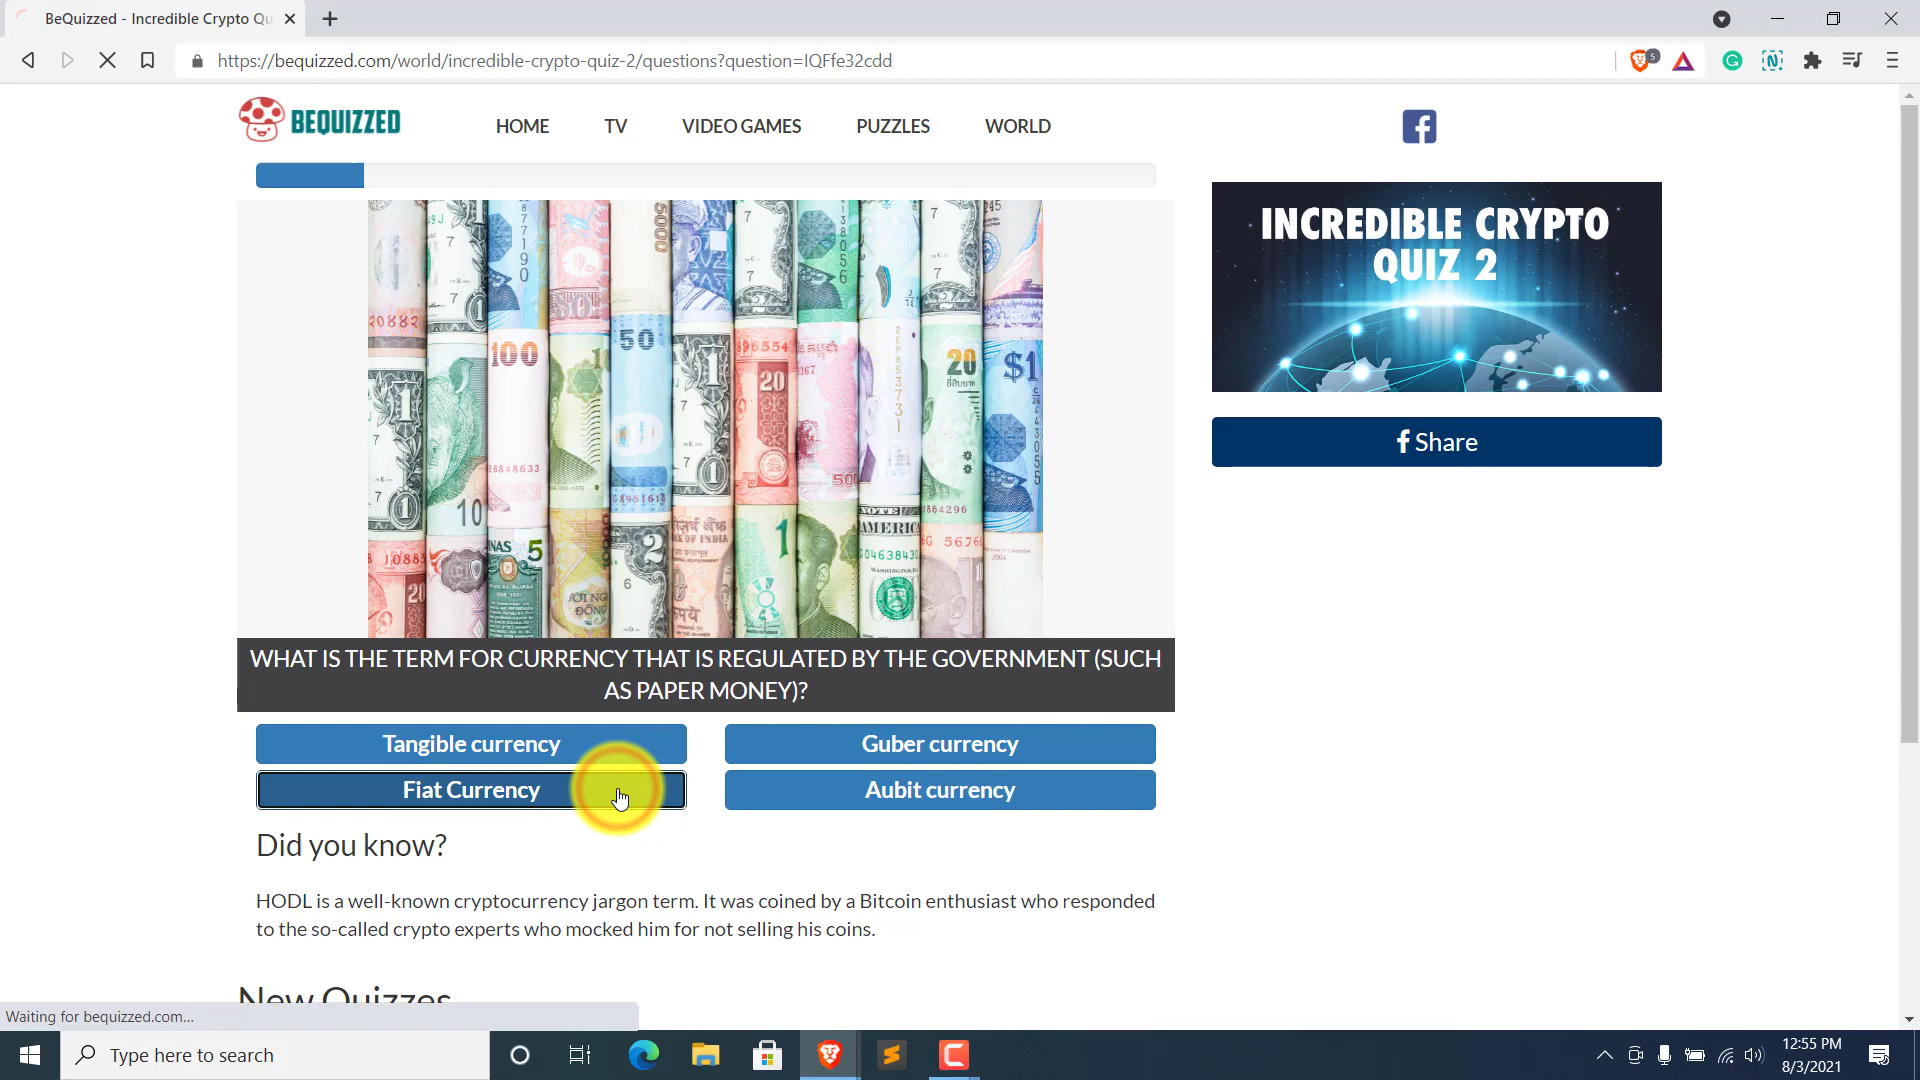 BeQuizzed - Incredible Crypto Qu
https://bequizzed.com/world/incredible-crypto-quiz-2/questions?question=IQFfe32cdd
5
BEQUIZZED
HOME TV VIDEO GAMES PUZZLES WORLD
INCREDIBLE CRYPTO
QUIZ 2
Share
WHAT IS THE TERM FOR CURRENCY THAT IS REGULATED BY THE GOVERNMENT (SUCH
AS PAPER MONEY)?
Tangible currency
Guber currency
Fiat Currency
Aubit currency
Did you know?
HODL is a well-known cryptocurrency jargon term. It was coined by a Bitcoin enthusiast who responded
to the so-called crypto experts who mocked him for not selling his coins.
New Quizzes
Waiting for bequizzed.com...
Type here to search
12:55 PM
8/3/2021